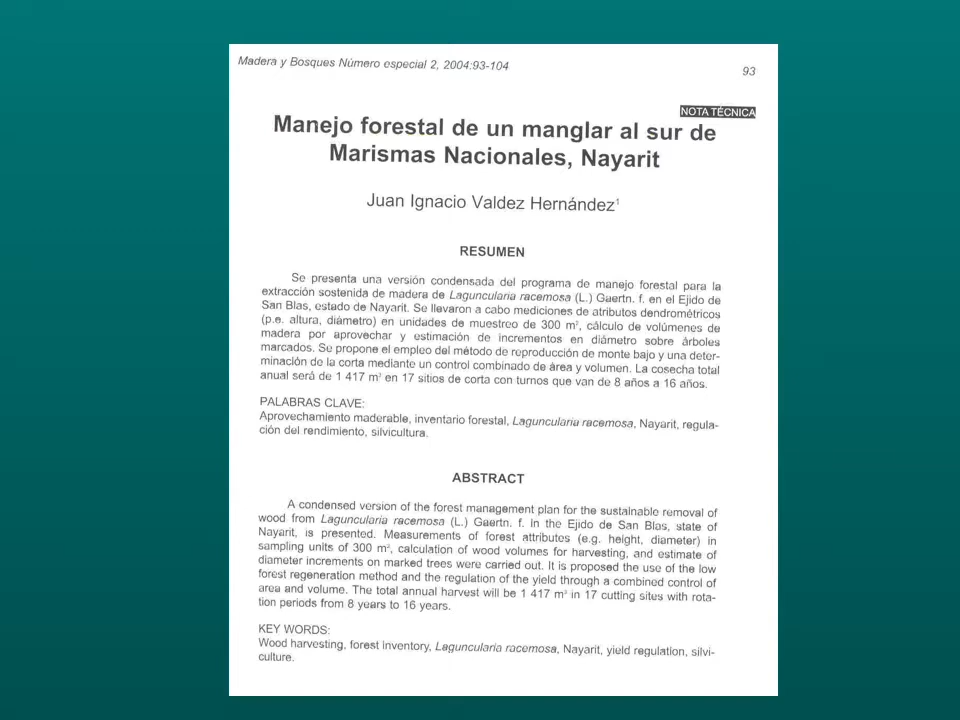 Madera y Bosques Número especial 2, 2004:93-104
93
NOTA TÉCNICA
Manejo forestal de un manglar al sur de
Marismas Nacionales, Nayarit
Juan Ignacio Valdez Hernández¹
RESUMEN
Se presenta una versión condensada del programa de manejo forestal para la
extracción sostenida de madera de Laguncularia racemosa (L.) Gaertn. f. en el Ejido de
San Blas, estado de Nayarit. Se llevaron a cabo mediciones de atributos dendrométricos
(p.e. altura, diámetro) en unidades de muestreo de 300 m², cálculo de volúmenes de
madera por aprovechar y estimación de incrementos en diámetro sobre árboles
marcados. Se propone el empleo del método de reproducción de monte bajo y una deter-
minación de la corta mediante un control combinado de área y volumen. La cosecha total
anual será de 1 417 m³ en 17 sitios de corta con turnos que van de 8 años a 16 años.
PALABRAS CLAVE:
Aprovechamiento maderable, inventario forestal, Laguncularia racemosa, Nayarit, regula-
ción del rendimiento, silvicultura.
ABSTRACT
A condensed version of the forest management plan for the sustainable removal of
wood from Laguncularia racemosa (L.) Gaertn. f. in the Ejido de San Blas, state of
Nayarit, is presented. Measurements of forest attributes (e.g. height, diameter) in
sampling units of 300 m², calculation of wood volumes for harvesting, and estimate of
diameter increments on marked trees were carried out. It is proposed the use of the low
forest regeneration method and the regulation of the yield through a combined control of
area and volume. The total annual harvest will be 1 417 m³ in 17 cutting sites with rota-
tion periods from 8 years to 16 years.
KEY WORDS:
Wood harvesting, forest inventory, Laguncularia racemosa, Nayarit, yield regulation, silvi-
culture.